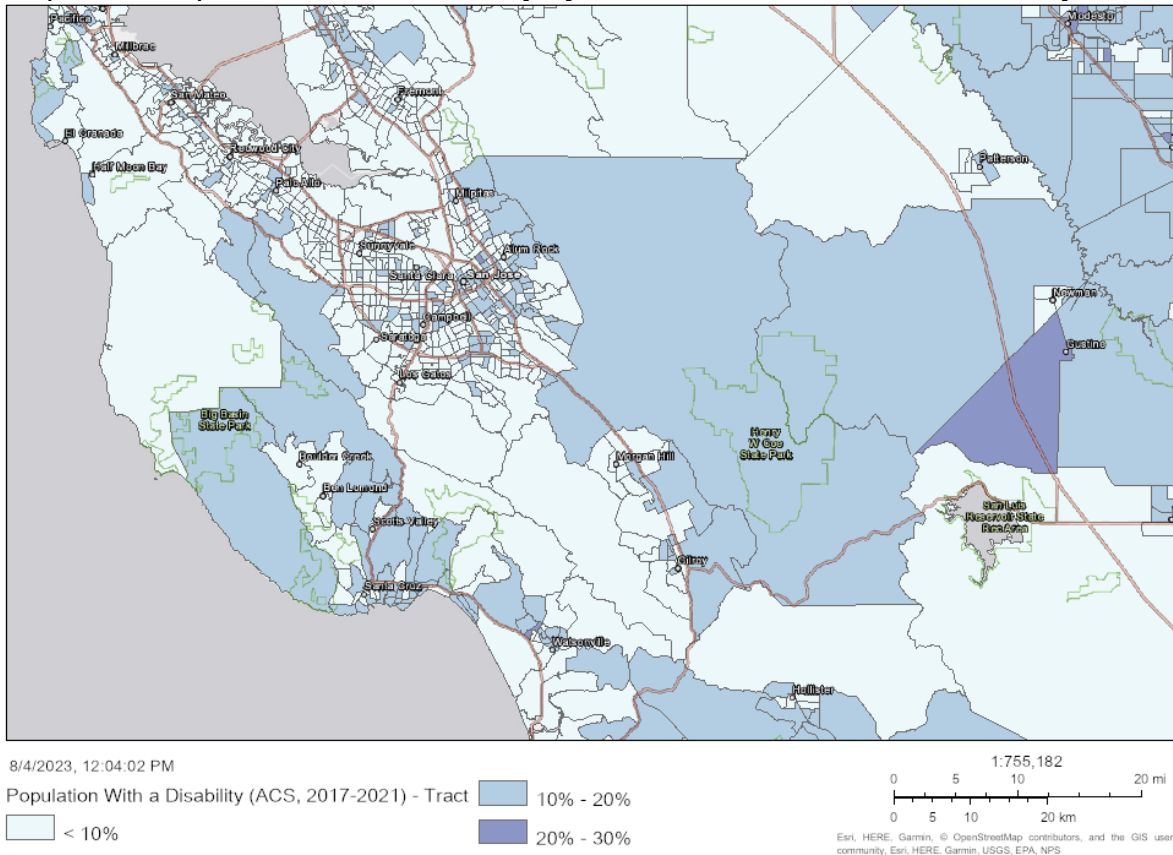 Pacifica
Modesto
Millbrae
San Mateo
Fremont
El Granada
Redwood City
Half Moon Bay
Palo Alto
Patterson
Milpitas
Sunnyvale
Alum Rock
Santa Clara
San Jose
Newman
Campbell
Saratoga
Gustine
Los Gatos
Big Basin
State Park
Henry
W Coe
State Park
Boulder Creek
Morgan Hill
Ben Lomond
San Luis
Reservoir State
Rec Area
Scotts Valley
Gilroy
Santa Cruz
Watsonville
Hollister
8/4/2023, 12:04:02 PM
Population With a Disability (ACS, 2017-2021) - Tract
< 10%
10% - 20%
20% - 30%
1:755,182
0 5 10 20 mi
0 5 10 20 km
Esri, HERE, Garmin, © OpenStreetMap contributors, and the GIS user
community, Esri, HERE, Garmin, USGS, EPA, NPS